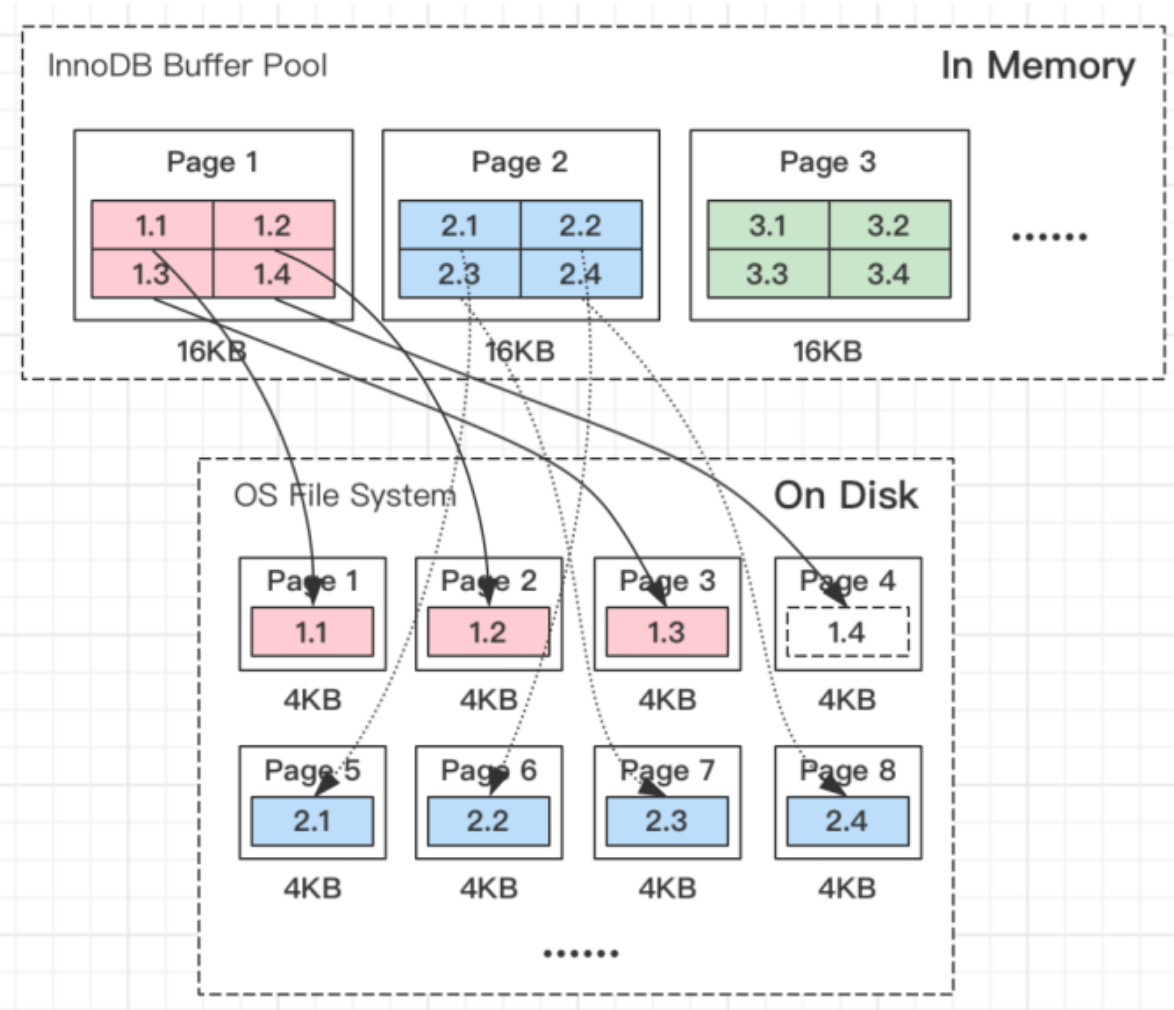 InnoDB Buffer Pool
In Memory
Page 1
Page 2
Page 3
1.1 1.2
2.1 2.2
3.1 3.2
......
1.3 1.4
2.3 2.4
3.3 3.4
16KB
16KB
16KB
OS File System
On Disk
Page 1
Page 2
Page 3
Page 4
1.1
1.2
1.3
1.4
4KB
4KB
4KB
4KB
Page 5
Page 6
Page 7
Page 8
2.1
2.2
2.3
2.4
4KB
4KB
4KB
4KB
......